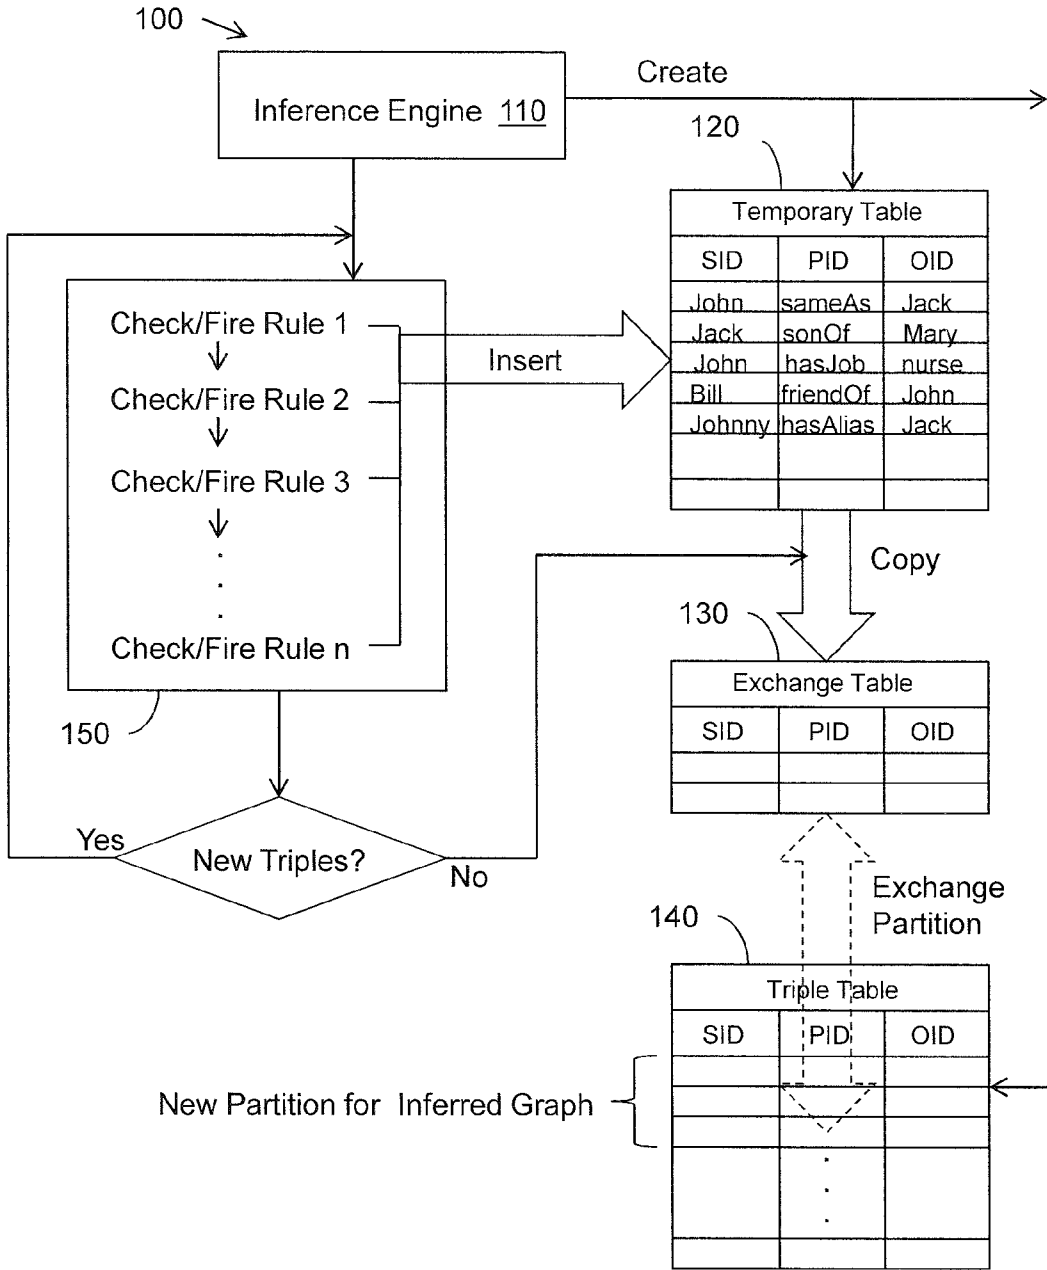 100
Inference Engine 110
Create
120
Temporary Table
SID PID OID
John sameAs Jack
Jack sonOf Mary
John hasJob nurse
Bill friendOf John
Johnny hasAlias Jack
Check/Fire Rule 1
Check/Fire Rule 2
Check/Fire Rule 3
.
.
.
Check/Fire Rule n
Insert
150
Copy
130
Exchange Table
SID PID OID
New Triples?
Yes
No
Exchange
Partition
140
Triple Table
SID PID OID
New Partition for Inferred Graph
.
.
.